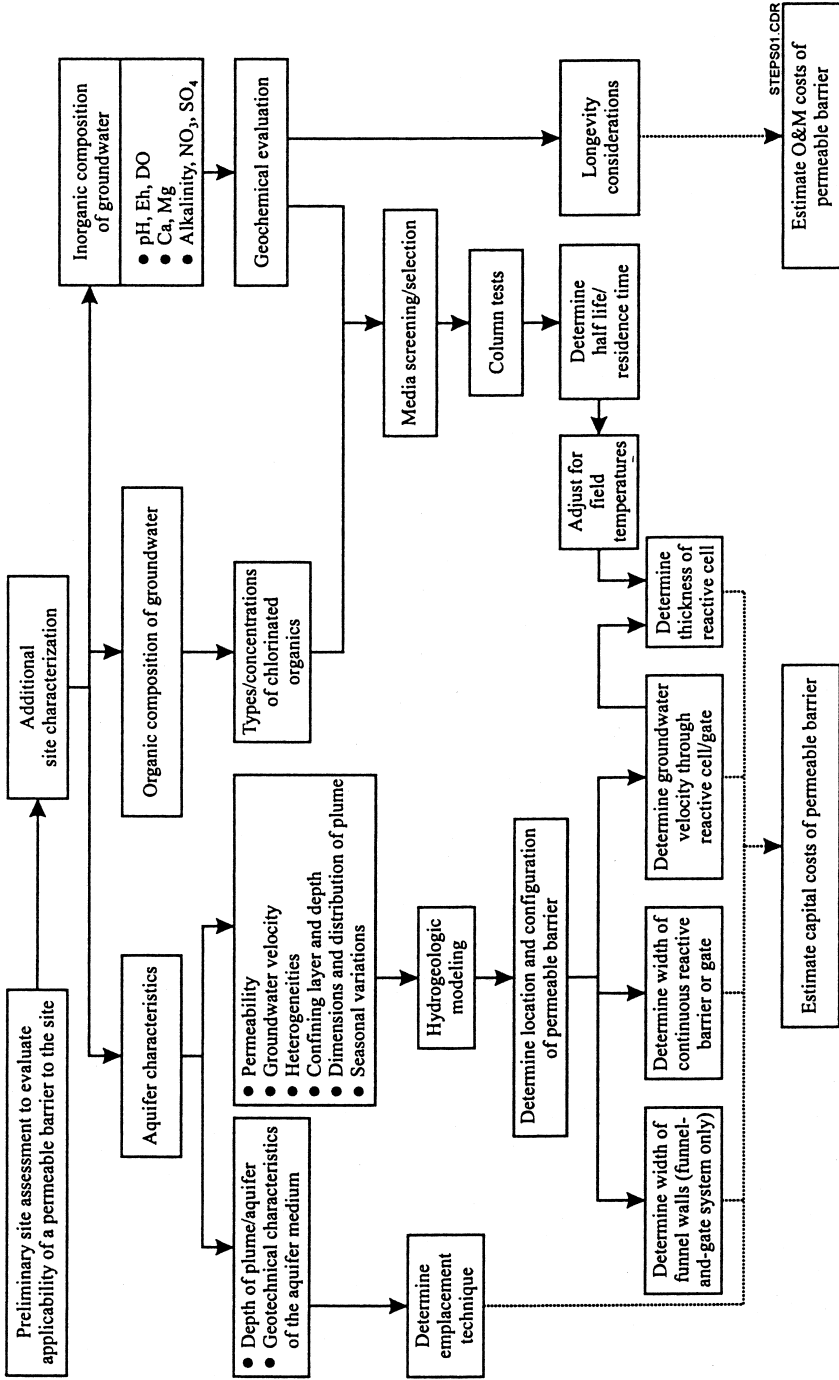 Preliminary site assessment to evaluate
applicability of a permeable barrier to the site
Additional
site characterization
Aquifer characteristics
Organic composition of groundwater
Inorganic composition
of groundwater
● pH, Eh, DO
● Ca, Mg
● Alkalinity, NO₃, SO₄
● Depth of plume/aquifer
● Geotechnical characteristics
of the aquifer medium
● Permeability
● Groundwater velocity
● Heterogeneities
● Confining layer and depth
● Dimensions and distribution of plume
● Seasonal variations
Types/concentrations
of chlorinated
organics
Geochemical evaluation
Determine
emplacement
technique
Hydrogeologic
modeling
Media screening/selection
Column tests
Determine location and configuration
of permeable barrier
Determine
half life/
residence time
Longevity
considerations
Adjust for
field
temperatures
Determine width of
funnel walls (funnel-
and-gate system only)
Determine width of
continuous reactive
barrier or gate
Determine groundwater
velocity through
reactive cell/gate
Determine
thickness of
reactive cell
Estimate capital costs of permeable barrier
STEPS01.CDR
Estimate O&M costs of
permeable barrier